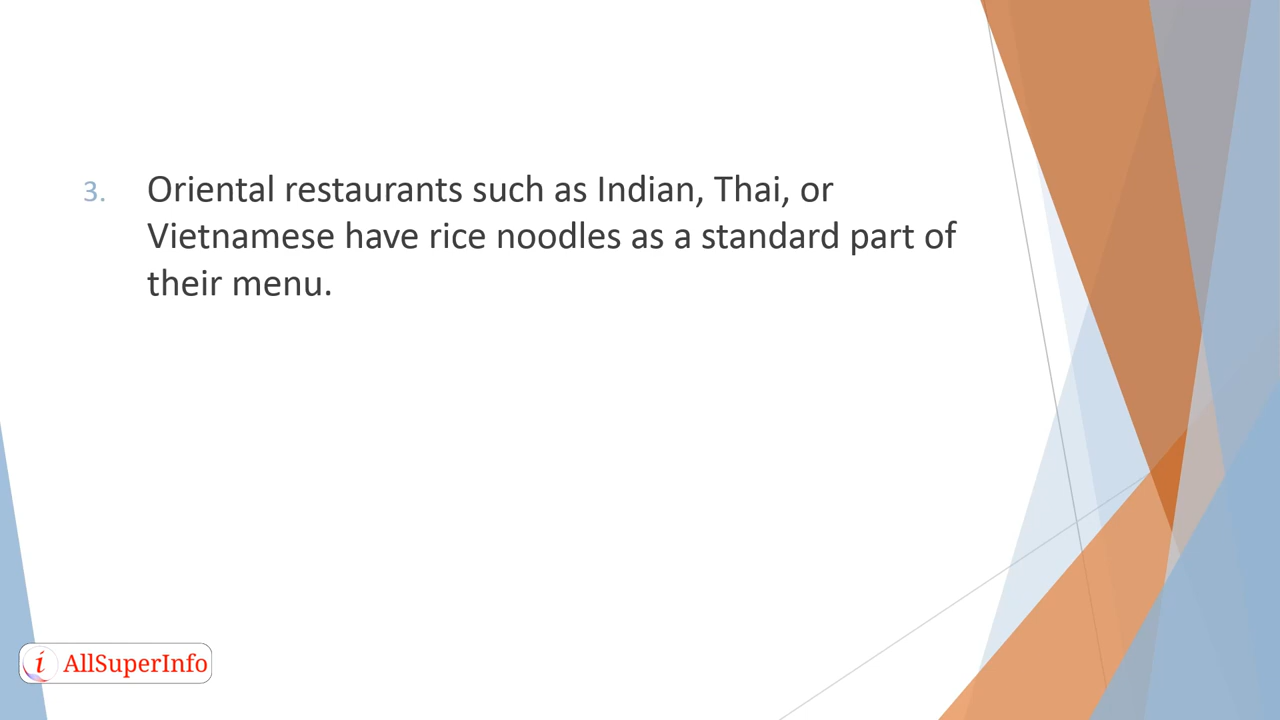 3. Oriental restaurants such as Indian, Thai, or
Vietnamese have rice noodles as a standard part of
their menu.
i AllSuperInfo